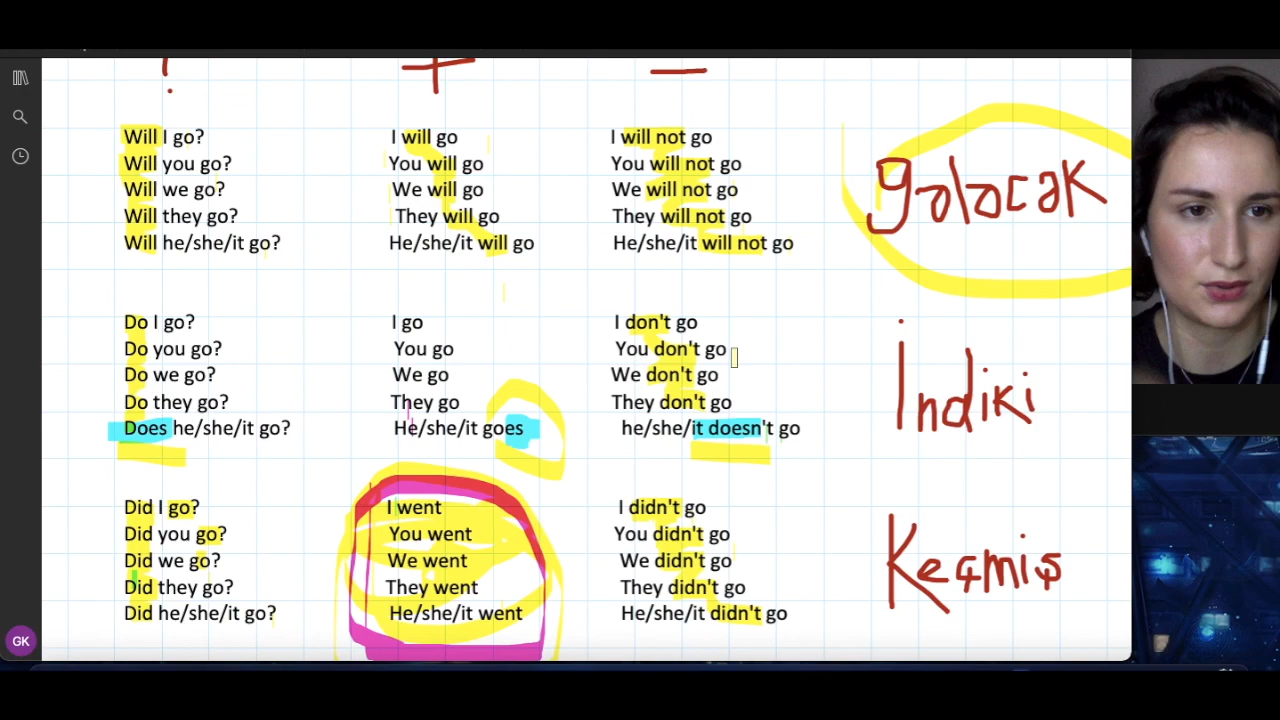 ? + −
Will I go? I will go I will not go
Will you go? You will go You will not go
Will we go? We will go We will not go
Will they go? They will go They will not go
Will he/she/it go? He/she/it will go He/she/it will not go
gələcək
Do I go? I go I don't go
Do you go? You go You don't go
Do we go? We go We don't go
Do they go? They go They don't go
Does he/she/it go? He/she/it goes he/she/it doesn't go
İndiki
Did I go? I went I didn't go
Did you go? You went You didn't go
Did we go? We went We didn't go
Did they go? They went They didn't go
Did he/she/it go? He/she/it went He/she/it didn't go
Keçmiş
GK